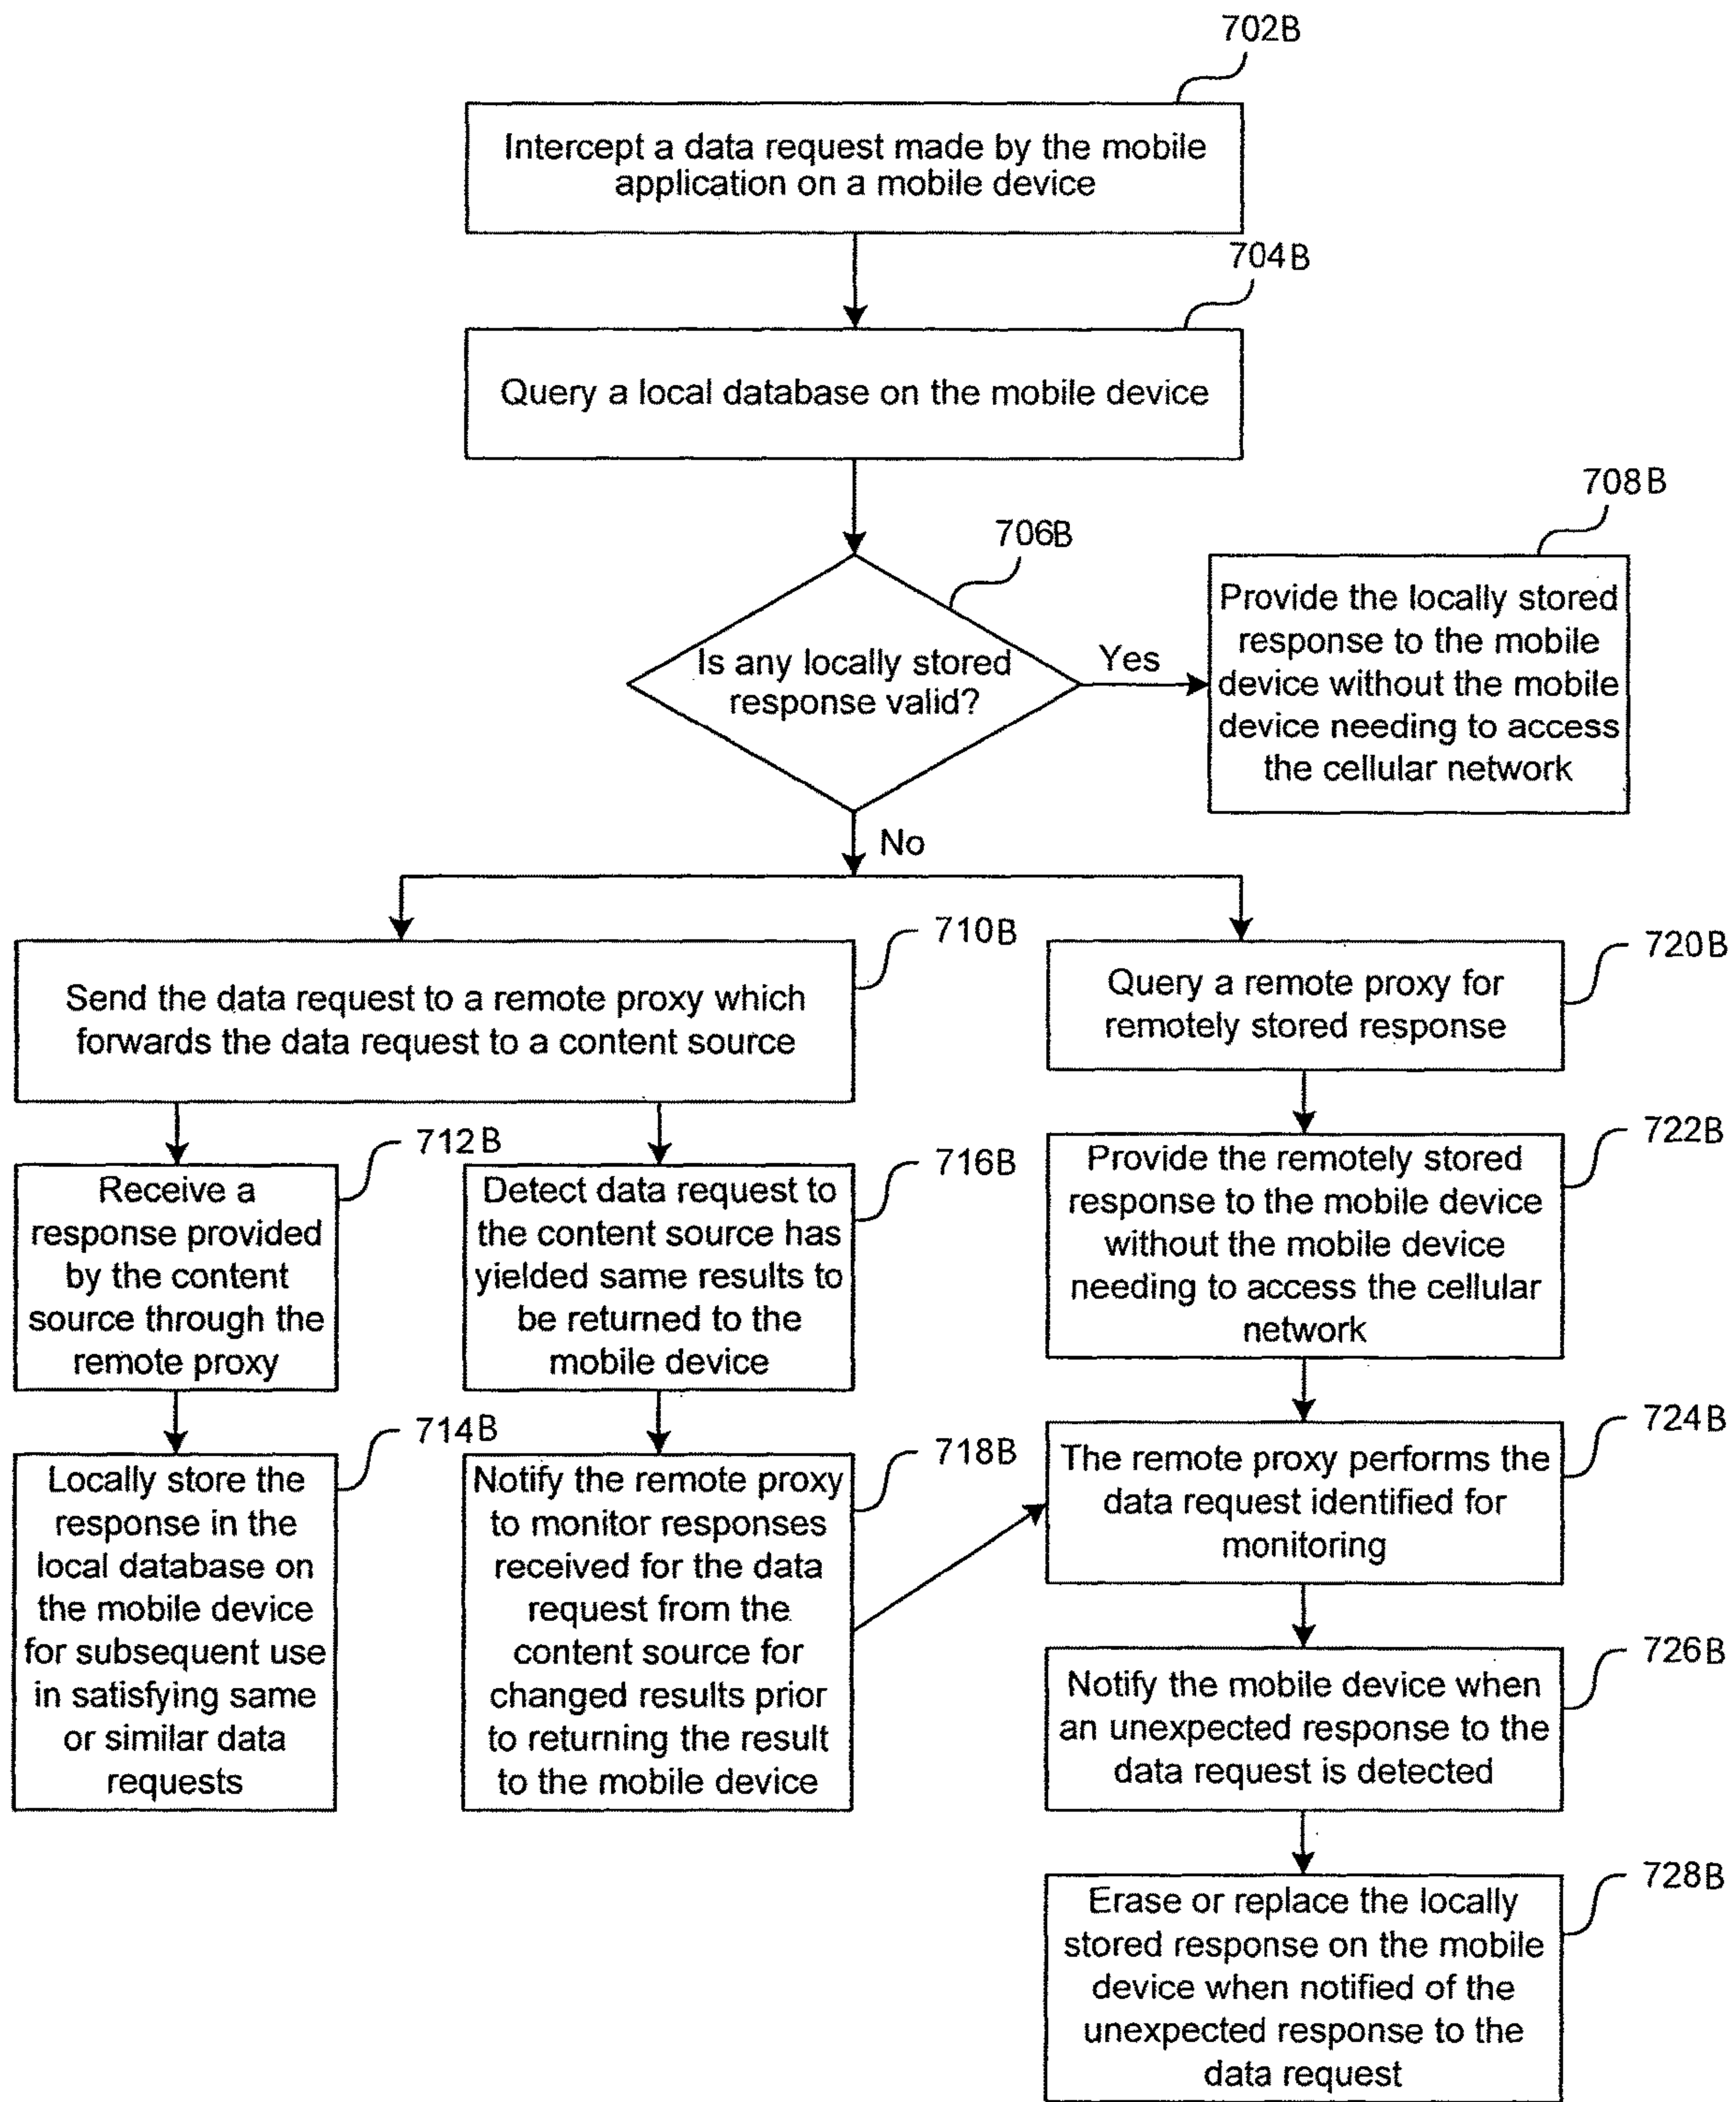 702B
Intercept a data request made by the mobile
application on a mobile device
704B
Query a local database on the mobile device
706B
Is any locally stored
response valid?
Yes
708B
Provide the locally stored
response to the mobile
device without the mobile
device needing to access
the cellular network
No
710B
Send the data request to a remote proxy which
forwards the data request to a content source
712B
Receive a
response provided
by the content
source through the
remote proxy
714B
Locally store the
response in the
local database on
the mobile device
for subsequent use
in satisfying same
or similar data
requests
716B
Detect data request to
the content source has
yielded same results to
be returned to the
mobile device
718B
Notify the remote proxy
to monitor responses
received for the data
request from the
content source for
changed results prior
to returning the result
to the mobile device
720B
Query a remote proxy for
remotely stored response
722B
Provide the remotely stored
response to the mobile device
without the mobile device
needing to access the cellular
network
724B
The remote proxy performs the
data request identified for
monitoring
726B
Notify the mobile device when
an unexpected response to the
data request is detected
728B
Erase or replace the locally
stored response on the mobile
device when notified of the
unexpected response to the
data request